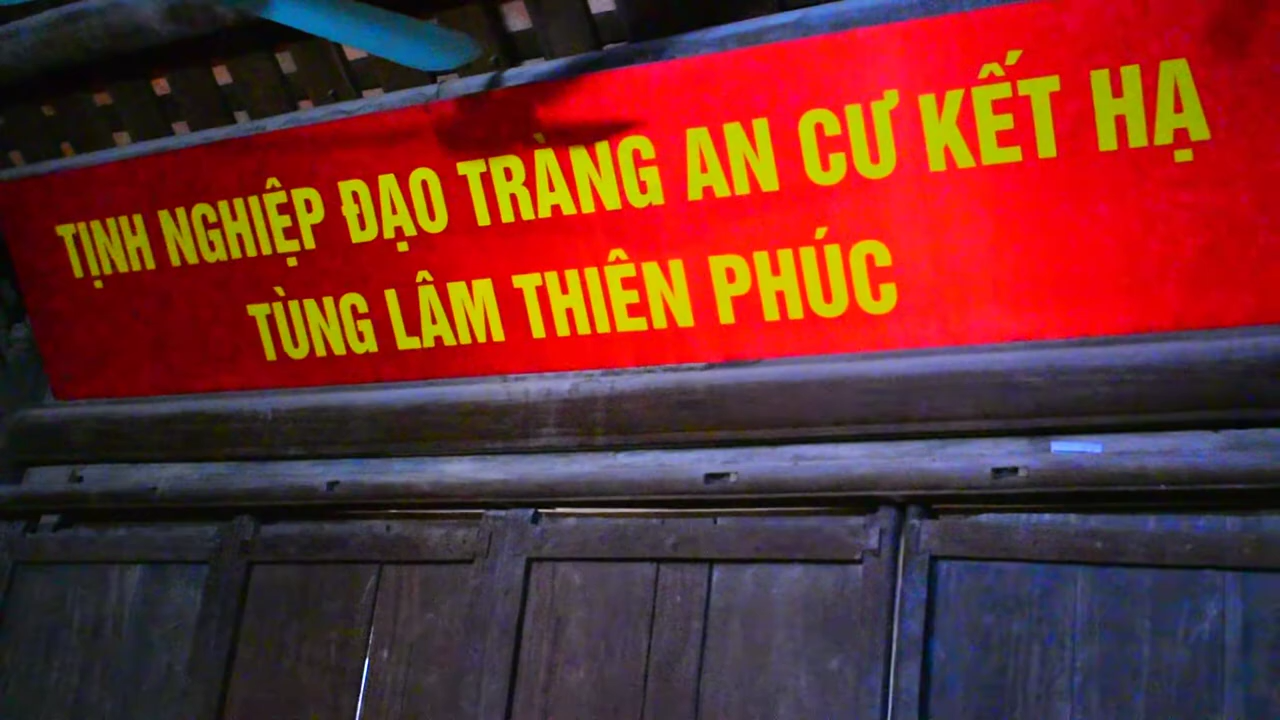 TỊNH NGHIỆP ĐẠO TRÀNG AN CƯ KẾT HẠ
TÙNG LÂM THIÊN PHÚC